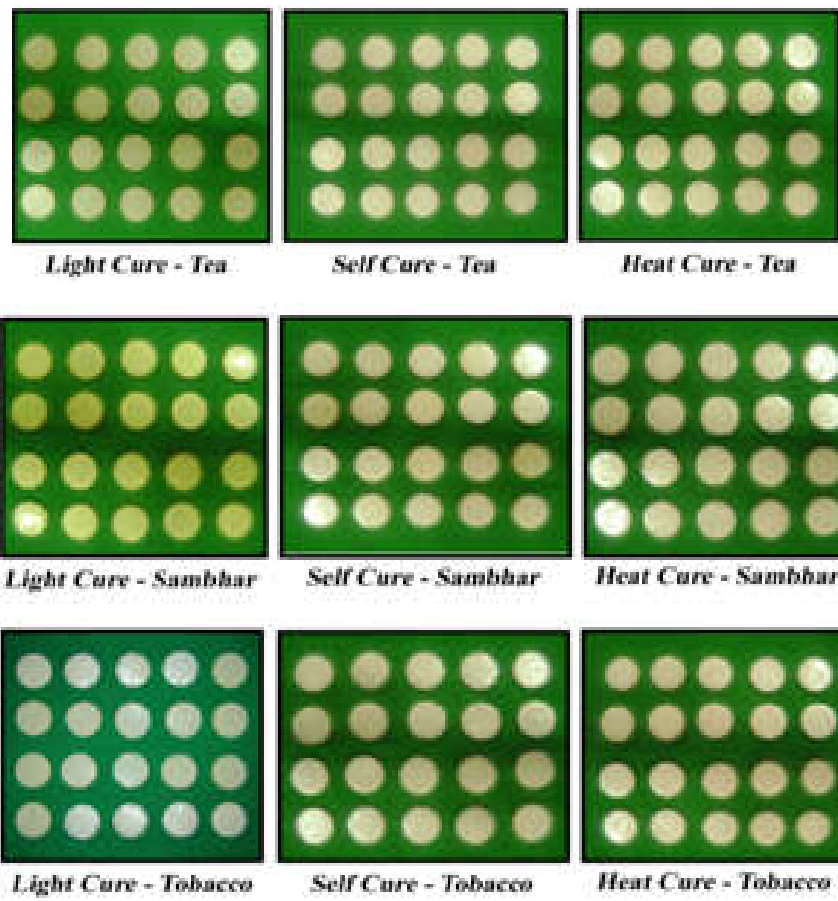 Light Cure - Tea
Self Cure - Tea
Heat Cure - Tea
Light Cure - Sambhar
Self Cure - Sambhar
Heat Cure - Sambhar
Light Cure - Tobacco
Self Cure - Tobacco
Heat Cure - Tobacco